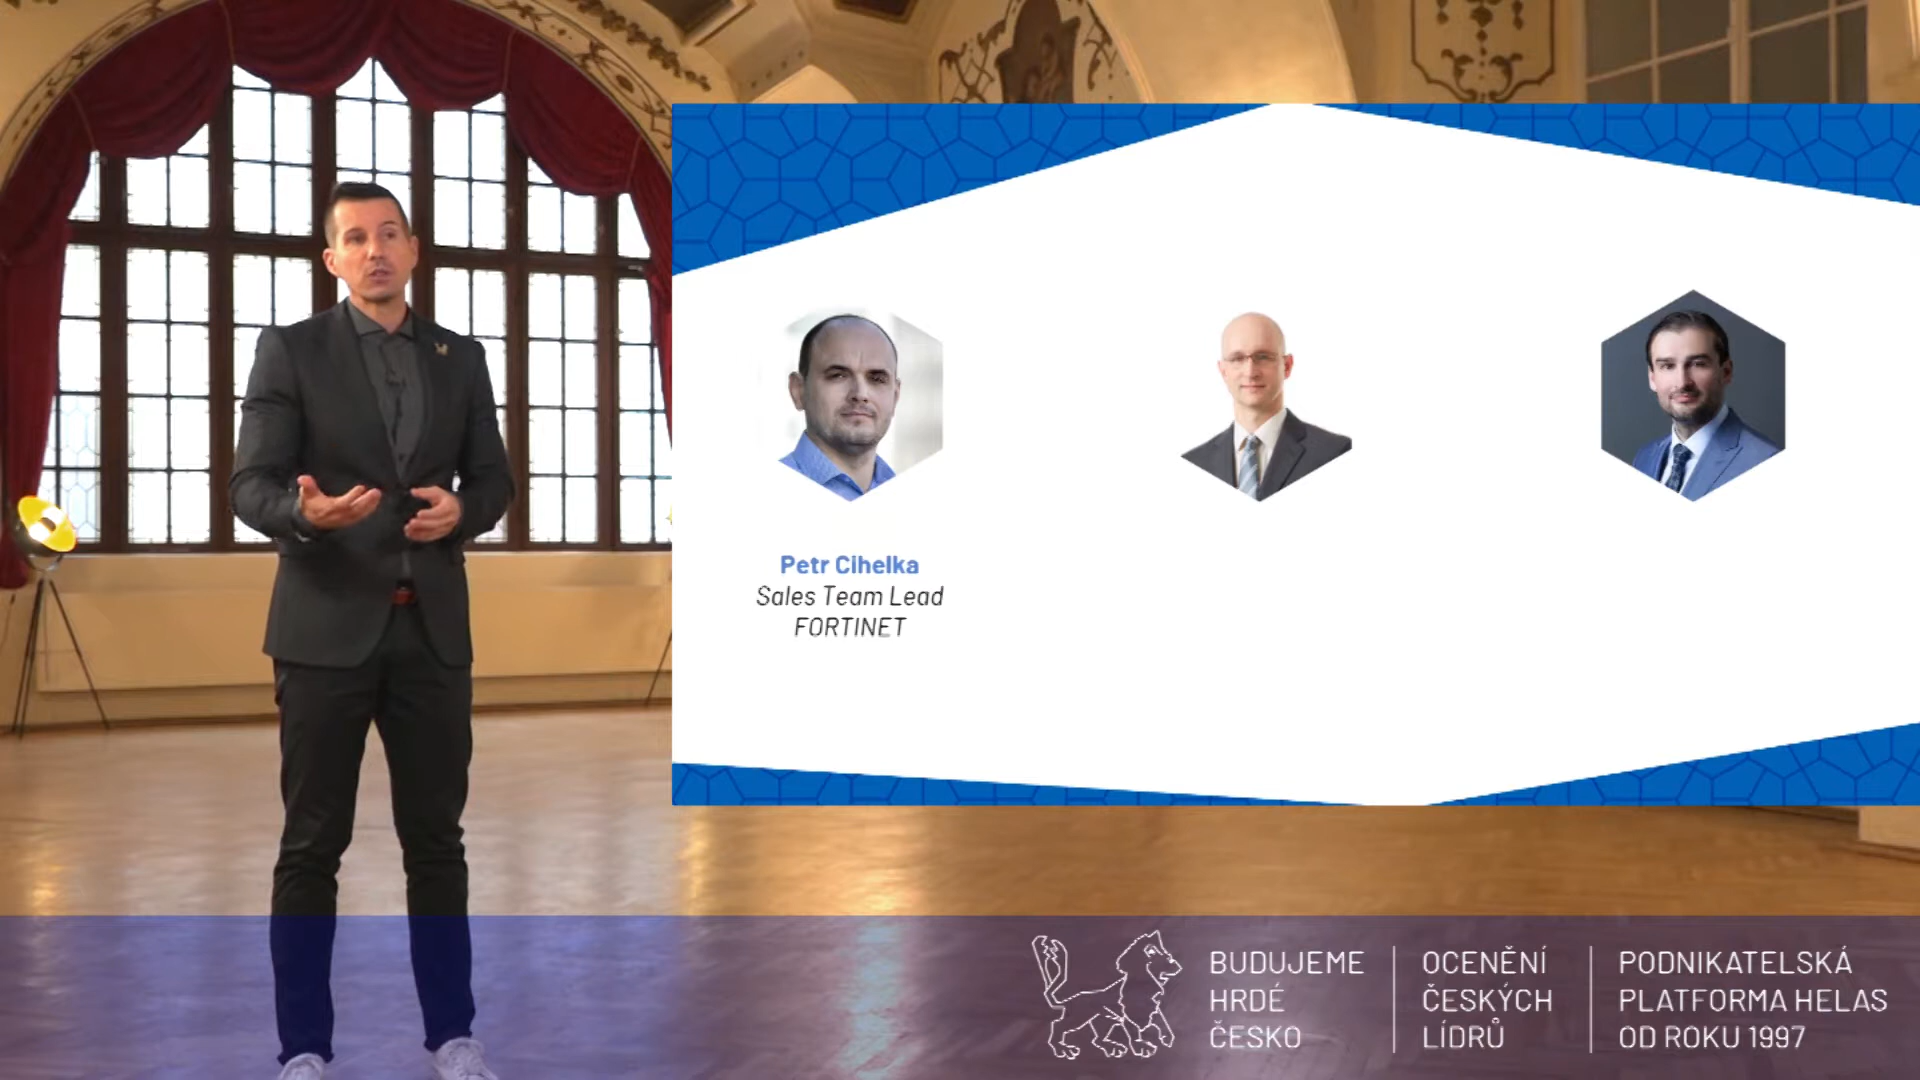 Petr Cihelka
Sales Team Lead
FORTINET
BUDUJEME
HRDÉ
ČESKO
OCENĚNÍ
ČESKÝCH
LÍDRŮ
PODNIKATELSKÁ
PLATFORMA HELAS
OD ROKU 1997